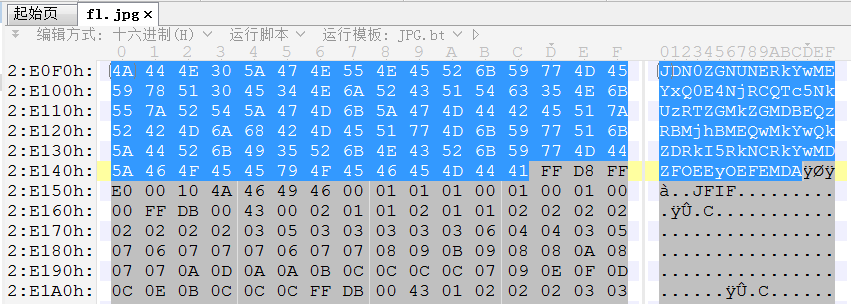 起始页 fl.jpg ×
编辑方式: 十六进制(H) 运行脚本 运行模板: JPG.bt
0 1 2 3 4 5 6 7 8 9 A B C D E F 0123456789ABCDEF
2:E0F0h: 4A 44 4E 30 5A 47 4E 55 4E 45 52 6B 59 77 4D 45 JDN0ZGNUNERkYwME
2:E100h: 59 78 51 30 45 34 4E 6A 52 43 51 54 63 35 4E 6B YxQ0E4NjRCQTc5Nk
2:E110h: 55 7A 52 54 5A 47 4D 6B 5A 47 4D 44 42 45 51 7A UzRTZGMkZGMDBEQz
2:E120h: 52 42 4D 6A 68 42 4D 45 51 77 4D 6B 59 77 51 6B RBMjhBMEQwMkYwQk
2:E130h: 5A 44 52 6B 49 35 52 6B 4E 43 52 6B 59 77 4D 44 ZDRkI5RkNCRkYwMD
2:E140h: 5A 46 4F 45 45 79 4F 45 46 45 4D 44 41 FF D8 FF ZFOEEyOEFEMDAÿØÿ
2:E150h: E0 00 10 4A 46 49 46 00 01 01 01 00 01 00 01 00 à..JFIF.........
2:E160h: 00 FF DB 00 43 00 02 01 01 02 01 01 02 02 02 02 .ÿÛ.C...........
2:E170h: 02 02 02 02 03 05 03 03 03 03 03 06 04 04 03 05 ................
2:E180h: 07 06 07 07 07 06 07 07 08 09 0B 09 08 08 0A 08 ................
2:E190h: 07 07 0A 0D 0A 0A 0B 0C 0C 0C 0C 07 09 0E 0F 0D ................
2:E1A0h: 0C 0E 0B 0C 0C 0C FF DB 00 43 01 02 02 02 03 03 ......ÿÛ.C......